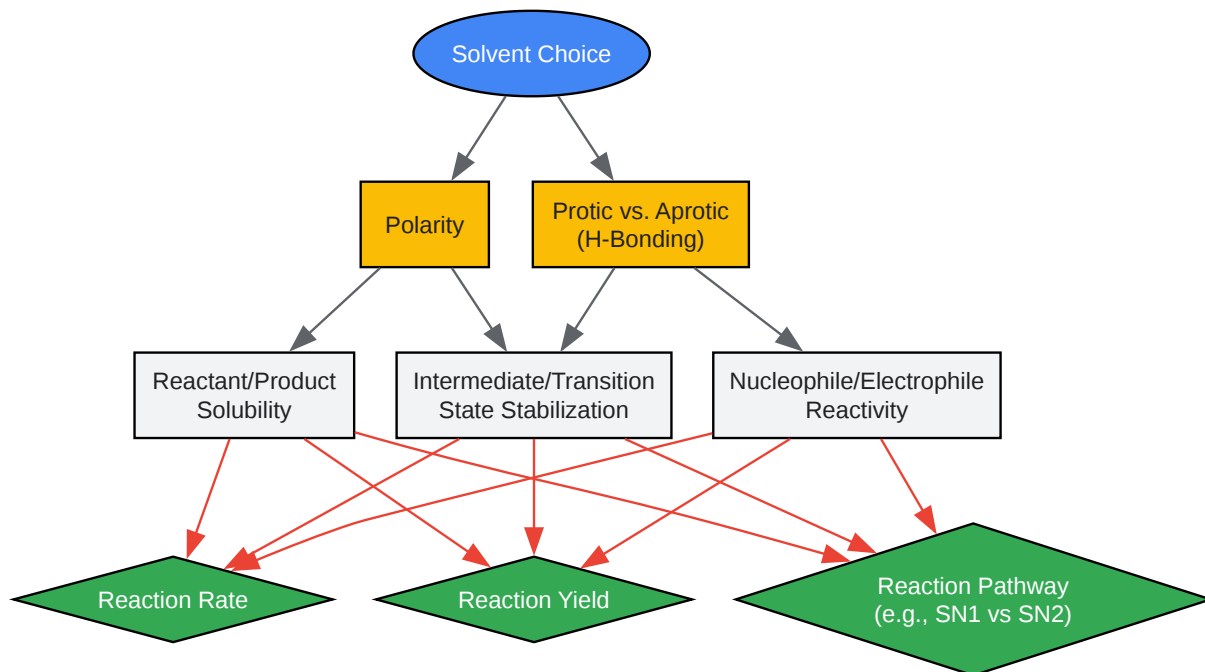 Solvent Choice
Polarity
Protic vs. Aprotic
(H-Bonding)
Reactant/Product
Solubility
Intermediate/Transition
State Stabilization
Nucleophile/Electrophile
Reactivity
Reaction Rate
Reaction Yield
Reaction Pathway
(e.g., SN1 vs SN2)